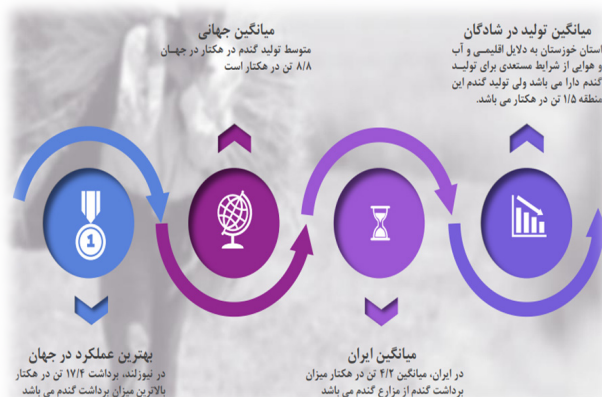 میانگین تولید در شادگان
استان خوزستان به دلایل اقلیمی و آب
و هوایی از شرایط مستعدی برای تولید
گندم دارا می باشد ولی تولید گندم این
منطقه ۱/۵ تن در هکتار می باشد.
میانگین جهانی
متوسط تولید گندم در هکتار در جهان
۸/۸ تن در هکتار است
1
میانگین ایران
در ایران، میانگین ۴/۲ تن در هکتار میزان
برداشت گندم از مزارع گندم می باشد
بهترین عملکرد در جهان
در نیوزلند، برداشت ۱۷/۴ تن در هکتار
بالاترین میزان برداشت گندم می باشد